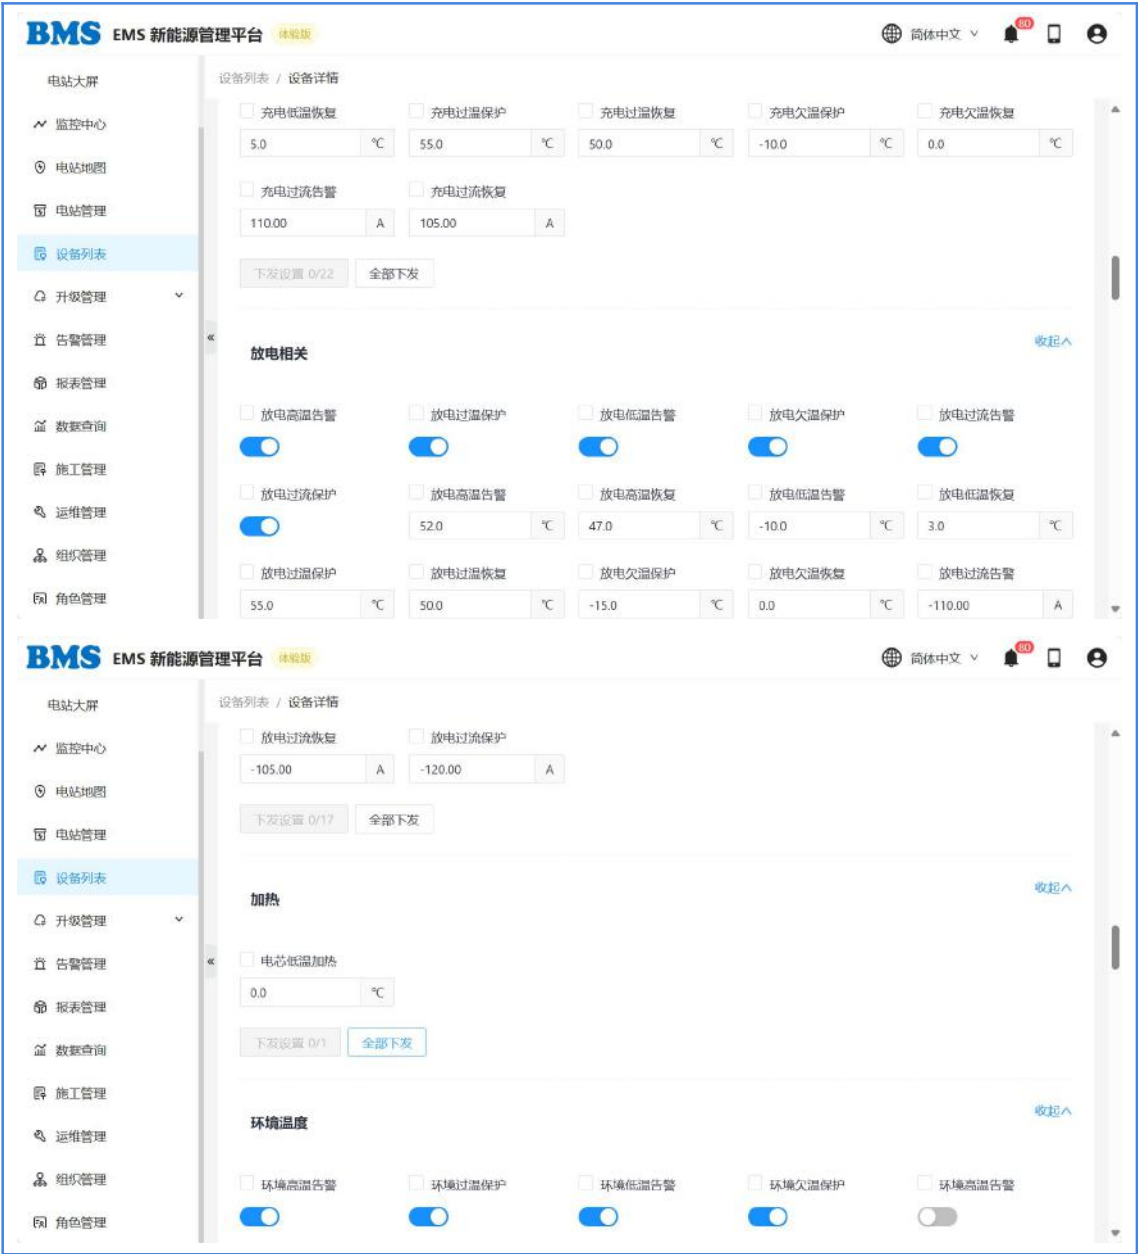 BMS EMS 新能源管理平台 体验版 简体中文 80
电站大屏
监控中心
电站地图
电站管理
设备列表
升级管理
告警管理
报表管理
数据查询
施工管理
运维管理
组织管理
角色管理
设备列表 / 设备详情
充电低温恢复 充电过温保护 充电过温恢复 充电欠温保护 充电欠温恢复
5.0 ℃ 55.0 ℃ 50.0 ℃ -10.0 ℃ 0.0 ℃
充电过流告警 充电过流恢复
110.00 A 105.00 A
下发设置 0/22 全部下发
放电相关 收起
放电高温告警 放电过温保护 放电低温告警 放电欠温保护 放电过流告警
放电过流保护 放电高温告警 放电高温恢复 放电低温告警 放电低温恢复
52.0 ℃ 47.0 ℃ -10.0 ℃ 3.0 ℃
放电过温保护 放电过温恢复 放电欠温保护 放电欠温恢复 放电过流告警
55.0 ℃ 50.0 ℃ -15.0 ℃ 0.0 ℃ -110.00 A
BMS EMS 新能源管理平台 体验版 简体中文 80
电站大屏
监控中心
电站地图
电站管理
设备列表
升级管理
告警管理
报表管理
数据查询
施工管理
运维管理
组织管理
角色管理
设备列表 / 设备详情
放电过流恢复 放电过流保护
-105.00 A -120.00 A
下发设置 0/17 全部下发
加热 收起
电芯低温加热
0.0 ℃
下发设置 0/1 全部下发
环境温度 收起
环境高温告警 环境过温保护 环境低温告警 环境欠温保护 环境高温告警